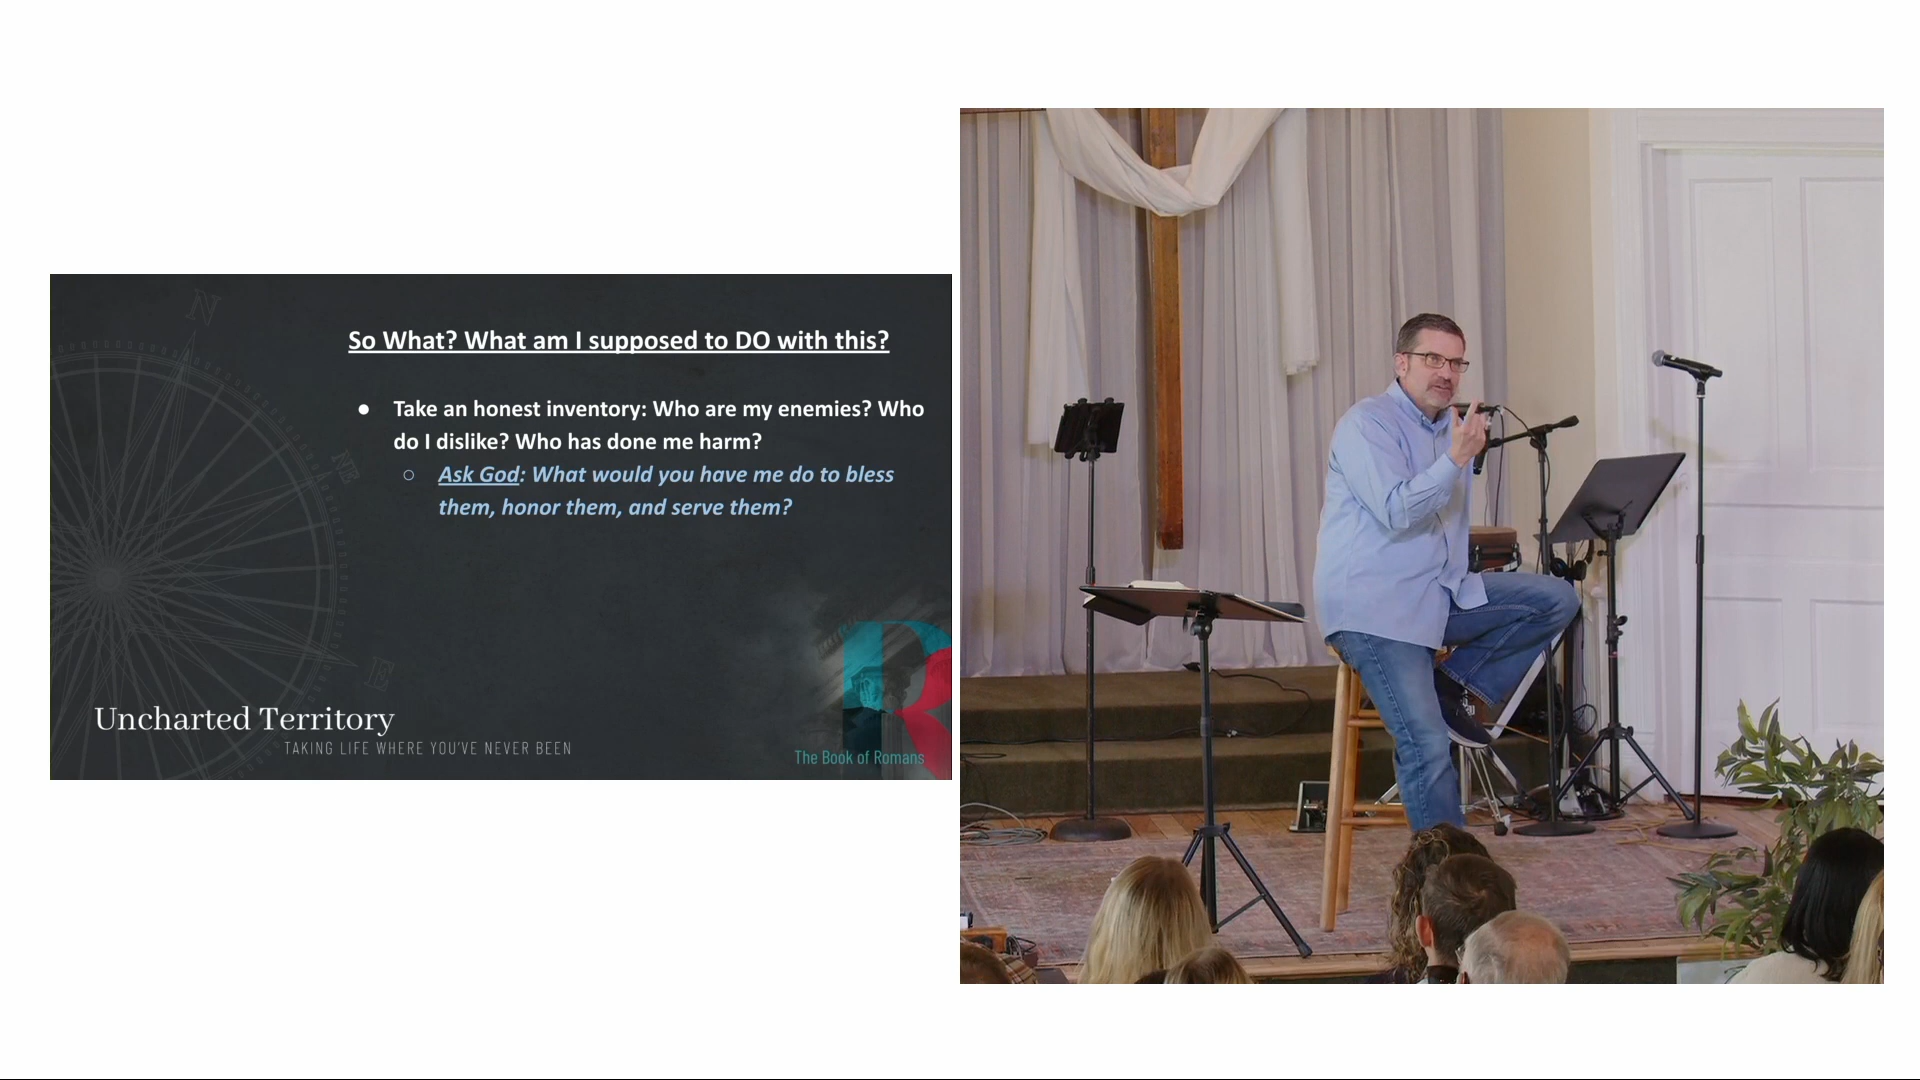 N
So What? What am I supposed to DO with this?
● Take an honest inventory: Who are my enemies? Who
do I dislike? Who has done me harm?
NE
○ Ask God: What would you have me do to bless
them, honor them, and serve them?
E
R
Uncharted Territory
TAKING LIFE WHERE YOU'VE NEVER BEEN
The Book of Romans